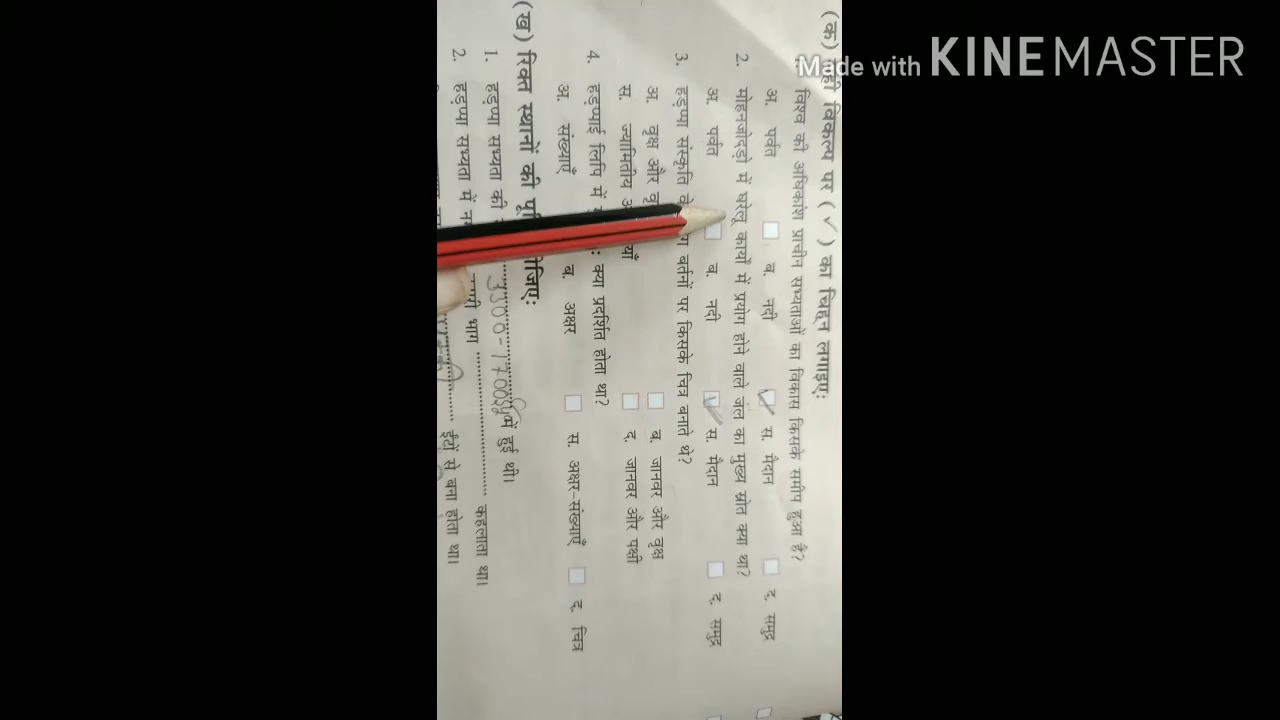 Made with KINEMASTER
(क) सही विकल्प पर ( ✓ ) का चिह्न लगाइए:
विश्व की अधिकांश प्राचीन सभ्यताओं का विकास किसके समीप हुआ है?
अ. पर्वत ब. नदी ✓ स. मैदान द. समुद्र
2. मोहनजोदड़ो में घरेलू कार्यों में प्रयोग होने वाले जल का मुख्य स्रोत क्या था?
अ. पर्वत ब. नदी ✓ स. मैदान द. समुद्र
3. हड़प्पा संस्कृति बर्तनों पर किसके चित्र बनाते थे?
अ. वृक्ष और ब. जानवर और वृक्ष
स. ज्यामितीय द. जानवर और पक्षी
4. हड़प्पाई लिपि में क्या प्रदर्शित होता था?
अ. संख्याएँ ब. अक्षर स. अक्षर-संख्याएँ द. चित्र
(ख) रिक्त स्थानों की
1. हड़प्पा सभ्यता की 3300-1700 में हुई थी।
2. हड़प्पा सभ्यता में भाग .......... कहलाता था।
ईंटों से बना होता था।